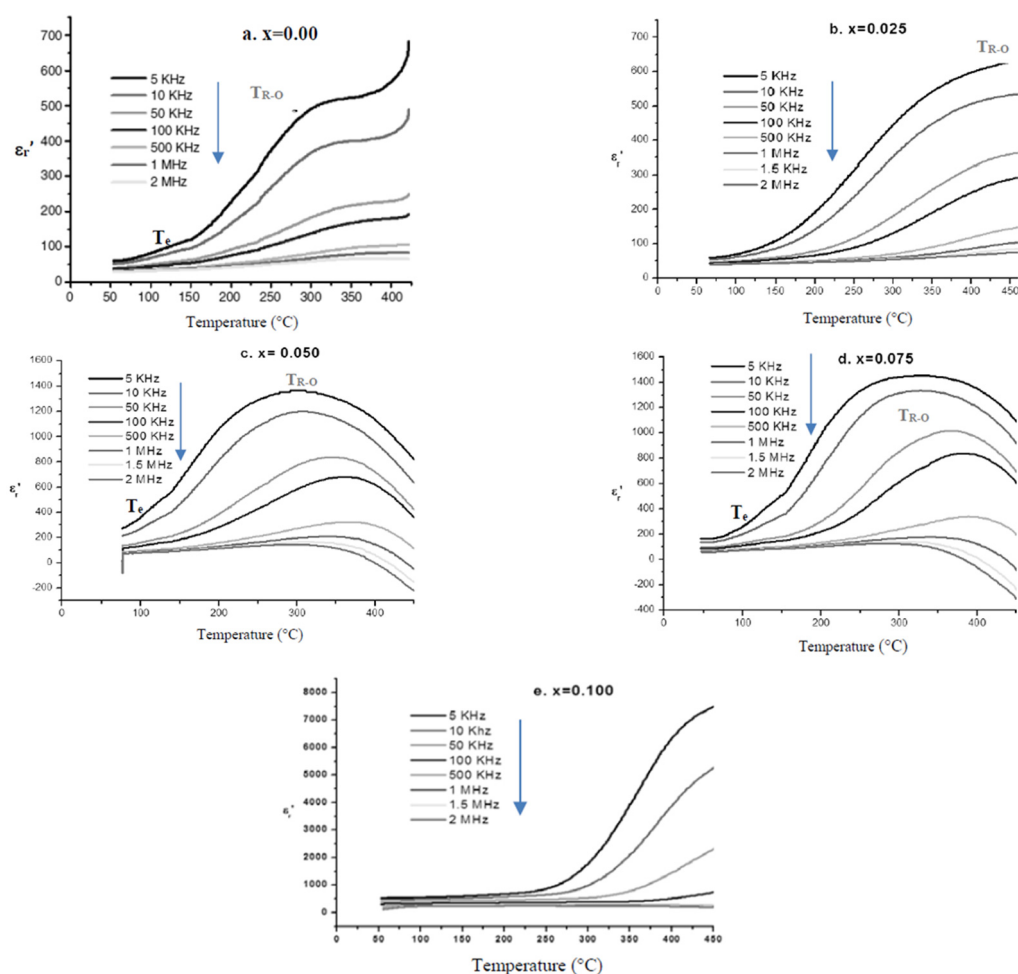 a. x=0.00
700
600
500
400
300
200
100
0
εr'
5 KHz
10 KHz
50 KHz
100 KHz
500 KHz
1 MHz
2 MHz
TR-O
Te
0 50 100 150 200 250 300 350 400
Temperature (°C)
b. x=0.025
700
600
500
400
300
200
100
0
εr'
5 KHz
10 KHz
50 KHz
100 KHz
500 KHz
1 MHz
1.5 KHz
2 MHz
TR-O
0 50 100 150 200 250 300 350 400 450
Temperature (°C)
c. x= 0.050
1600
1400
1200
1000
800
600
400
200
0
-200
εr'
5 KHz
10 KHz
50 KHz
100 KHz
500 KHz
1 MHz
1.5 MHz
2 MHz
TR-O
Te
0 100 200 300 400
Temperature (°C)
d. x=0.075
1600
1400
1200
1000
800
600
400
200
0
-200
-400
εr'
5 KHz
10 KHz
50 KHz
100 KHz
500 KHz
1 MHz
1.5 MHz
2 MHz
TR-O
Te
0 100 200 300 400
Temperature (°C)
e. x=0.100
8000
7000
6000
5000
4000
3000
2000
1000
0
εr'
5 KHz
10 Khz
50 KHz
100 KHz
500 KHz
1 MHz
1.5 MHz
2 MHz
0 50 100 150 200 250 300 350 400 450
Temperature (°C)